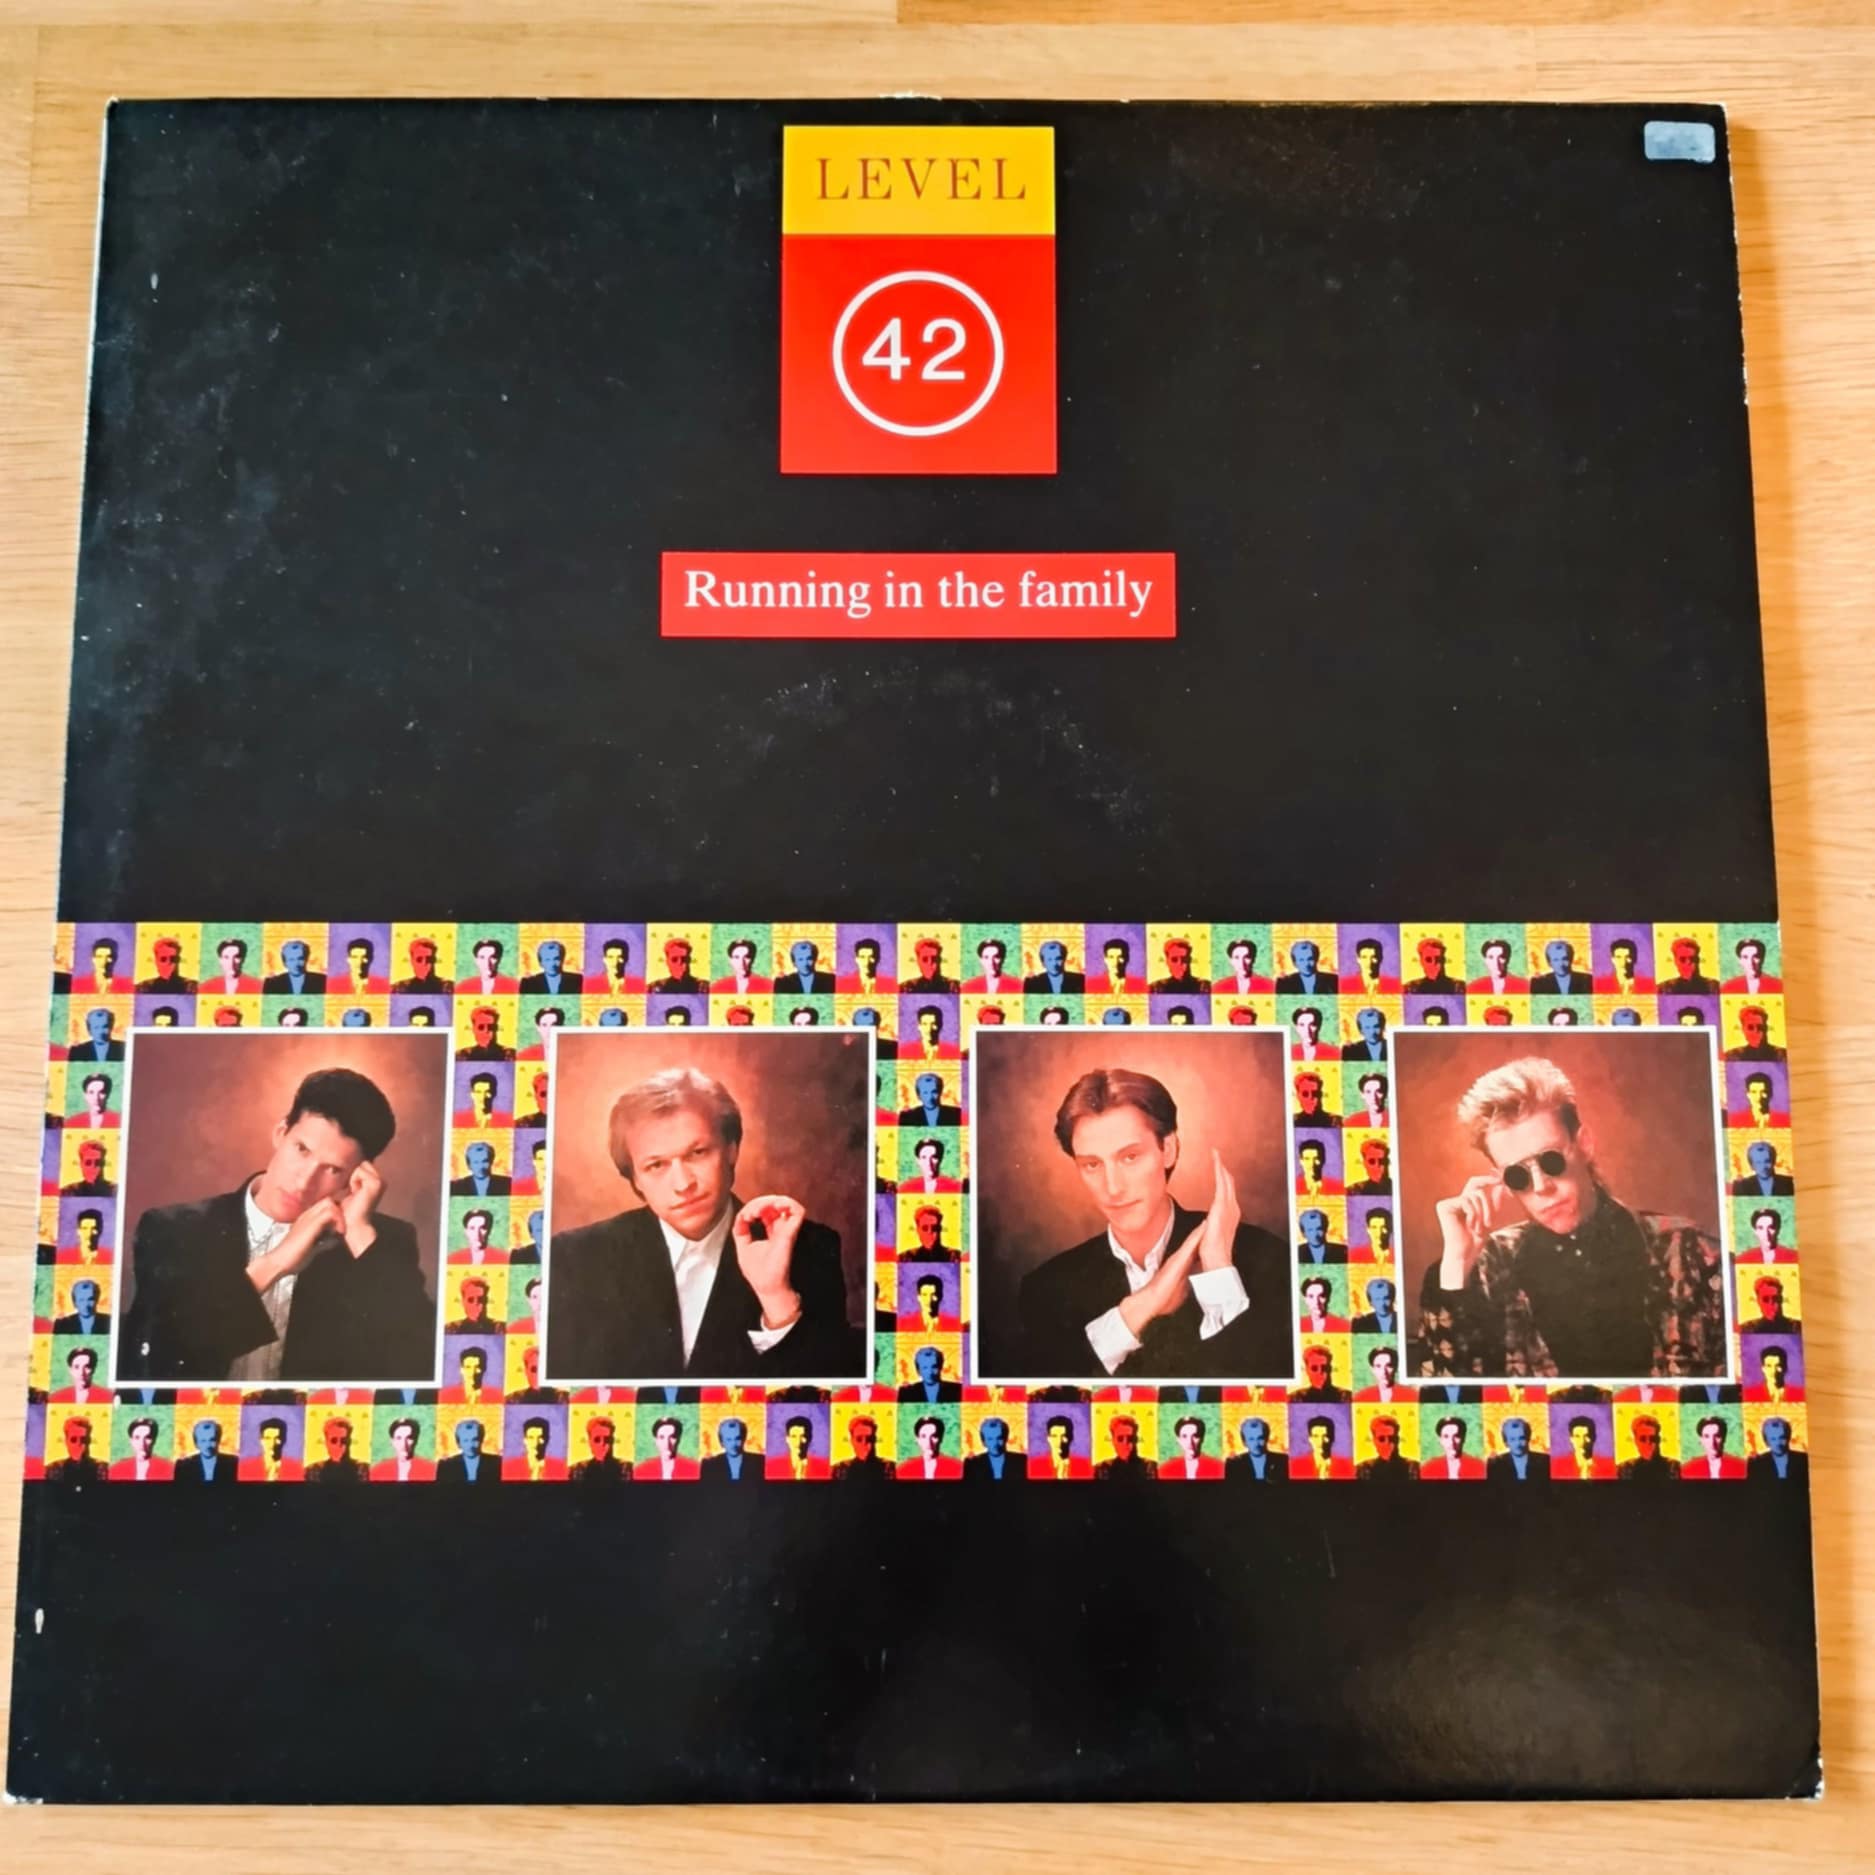 LEVEL
42
Running in the family